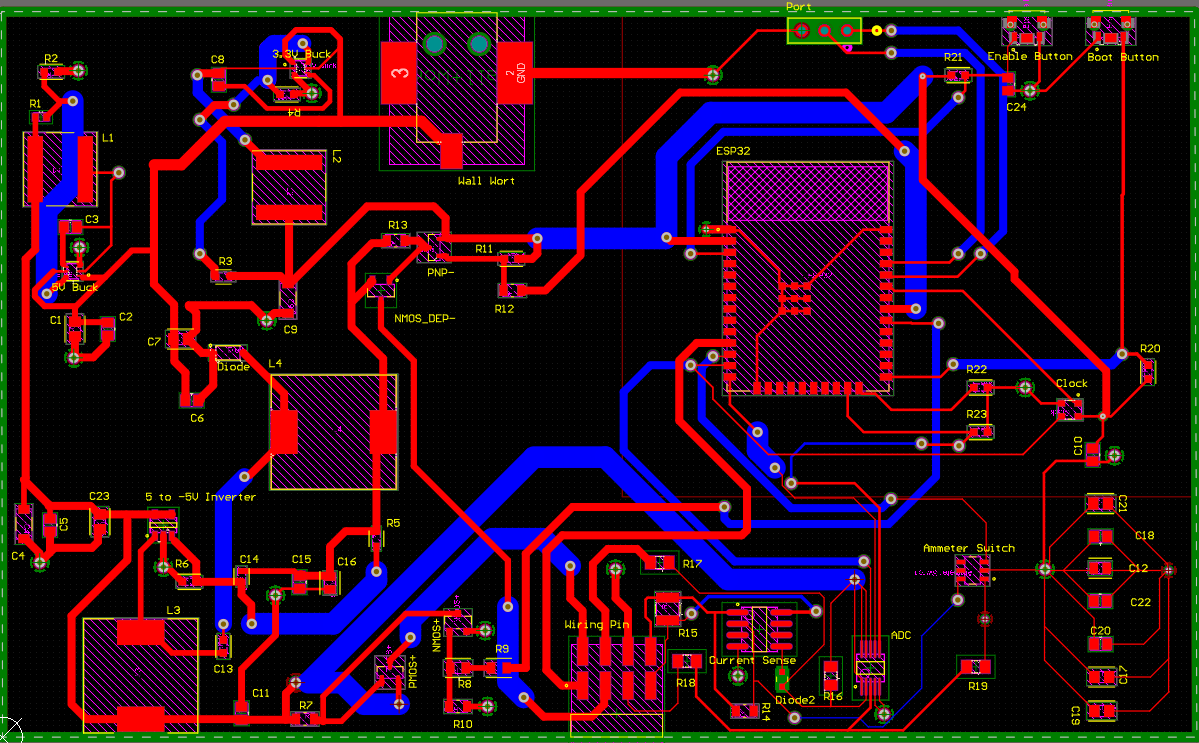 Port
R2
C8
3.3V Buck
R4
R1
3
2
GND
R21
Enable Button
Boot Button
C24
L1
L2
Wall Wort
ESP32
C3
R13
R11
R3
PNP-
5V Buck
R12
C9
NMOS_DEP-
C1
C2
C7
Diode
L4
C6
R20
R22
Clock
R23
C10
5 to -5V Inverter
C23
C21
C5
C4
R5
C18
Ammeter Switch
R6
C14
C15
C16
R17
C12
L3
NMOS+
Wiring Pin
R15
C22
ADC
C20
C13
R9
PMOS+
R8
Current Sense
R18
R16
R19
C17
C11
R7
R10
Diode2
R14
C19